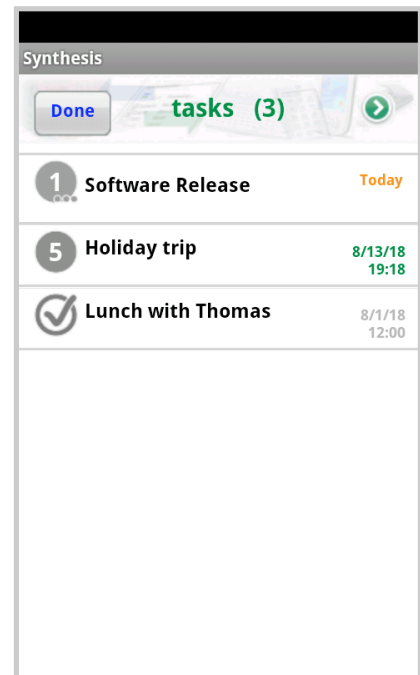 Synthesis
Done
tasks (3)
1 Software Release Today
5 Holiday trip 8/13/18
19:18
Lunch with Thomas 8/1/18
12:00